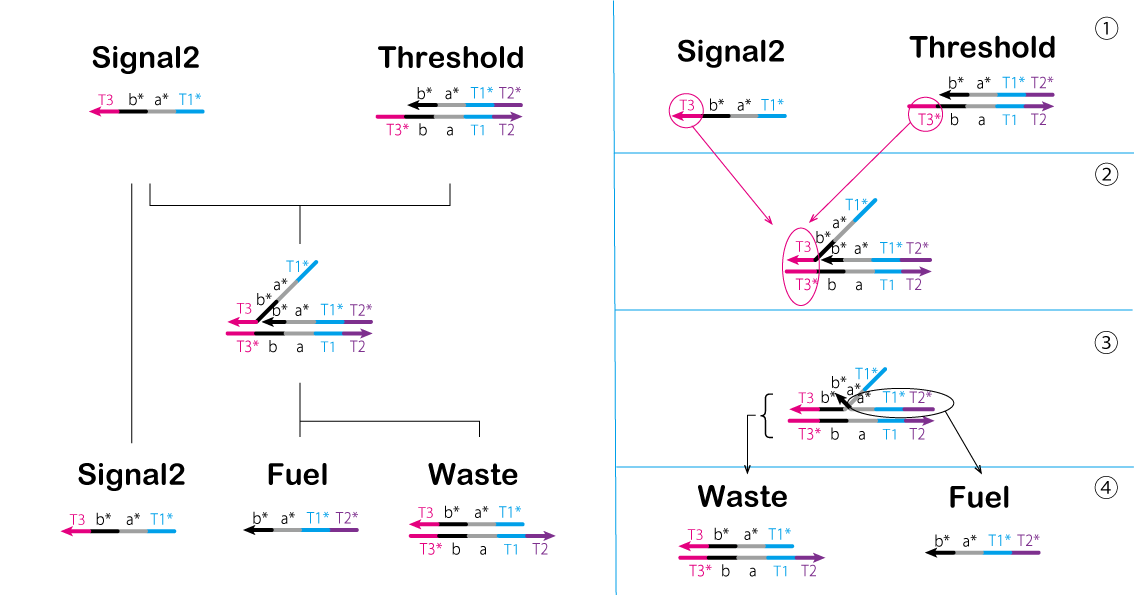 Signal2
Threshold
T3 b* a* T1*
b* a* T1* T2*
T3* b a T1 T2
T1*
a*
b*
T3 b* a* T1* T2*
T3* b a T1 T2
Signal2
Fuel
Waste
T3 b* a* T1*
b* a* T1* T2*
T3 b* a* T1*
T3* b a T1 T2
①
Signal2
Threshold
T3 b* a* T1*
b* a* T1* T2*
T3* b a T1 T2
②
T1*
a*
b*
T3 b* a* T1* T2*
T3* b a T1 T2
③
T1*
b* a*
T3 b* a* T1* T2*
T3* b a T1 T2
④
Waste
Fuel
T3 b* a* T1*
T3* b a T1 T2
b* a* T1* T2*